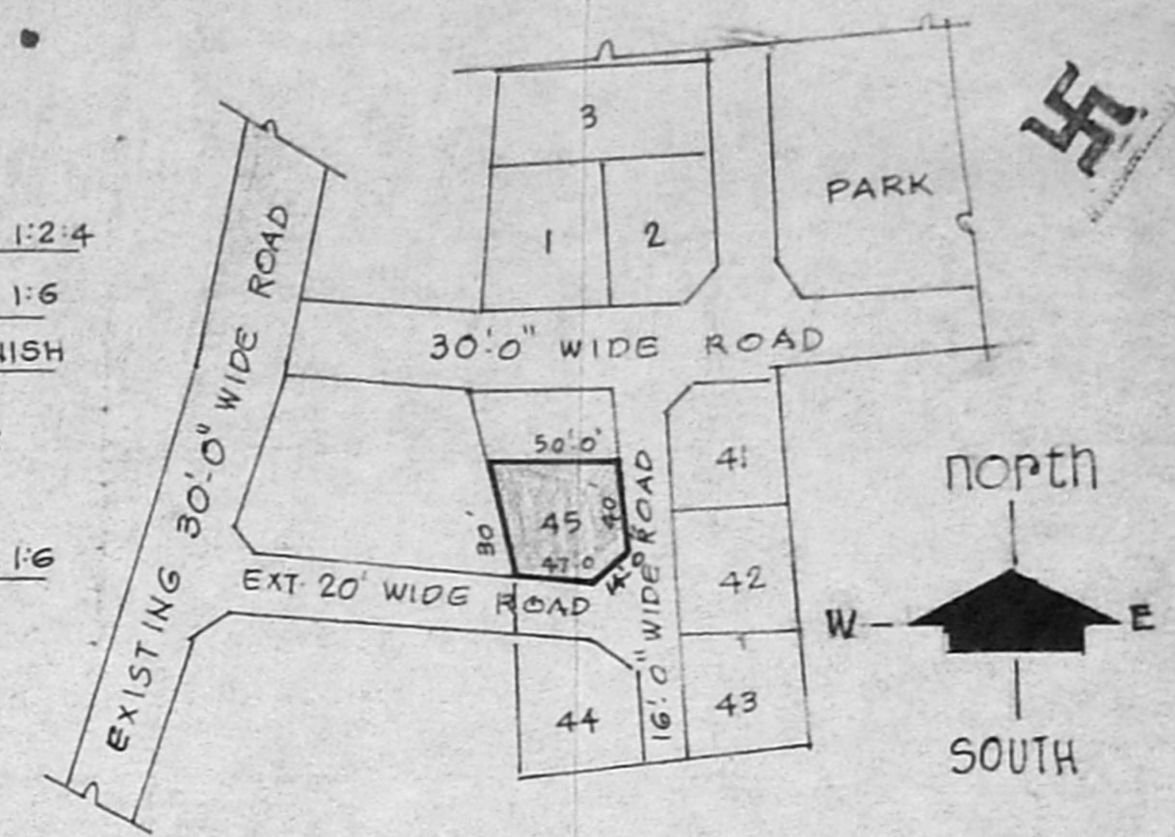 1:2:4
1:6
NISH
1:6
3
1
2
PARK
30'-0" WIDE ROAD
EXISTING 30'-0" WIDE ROAD
50'-0"
30'
45
40'
47-0
EXT. 20' WIDE ROAD
16'-0" WIDE ROAD
41
42
43
44
north
W
E
SOUTH